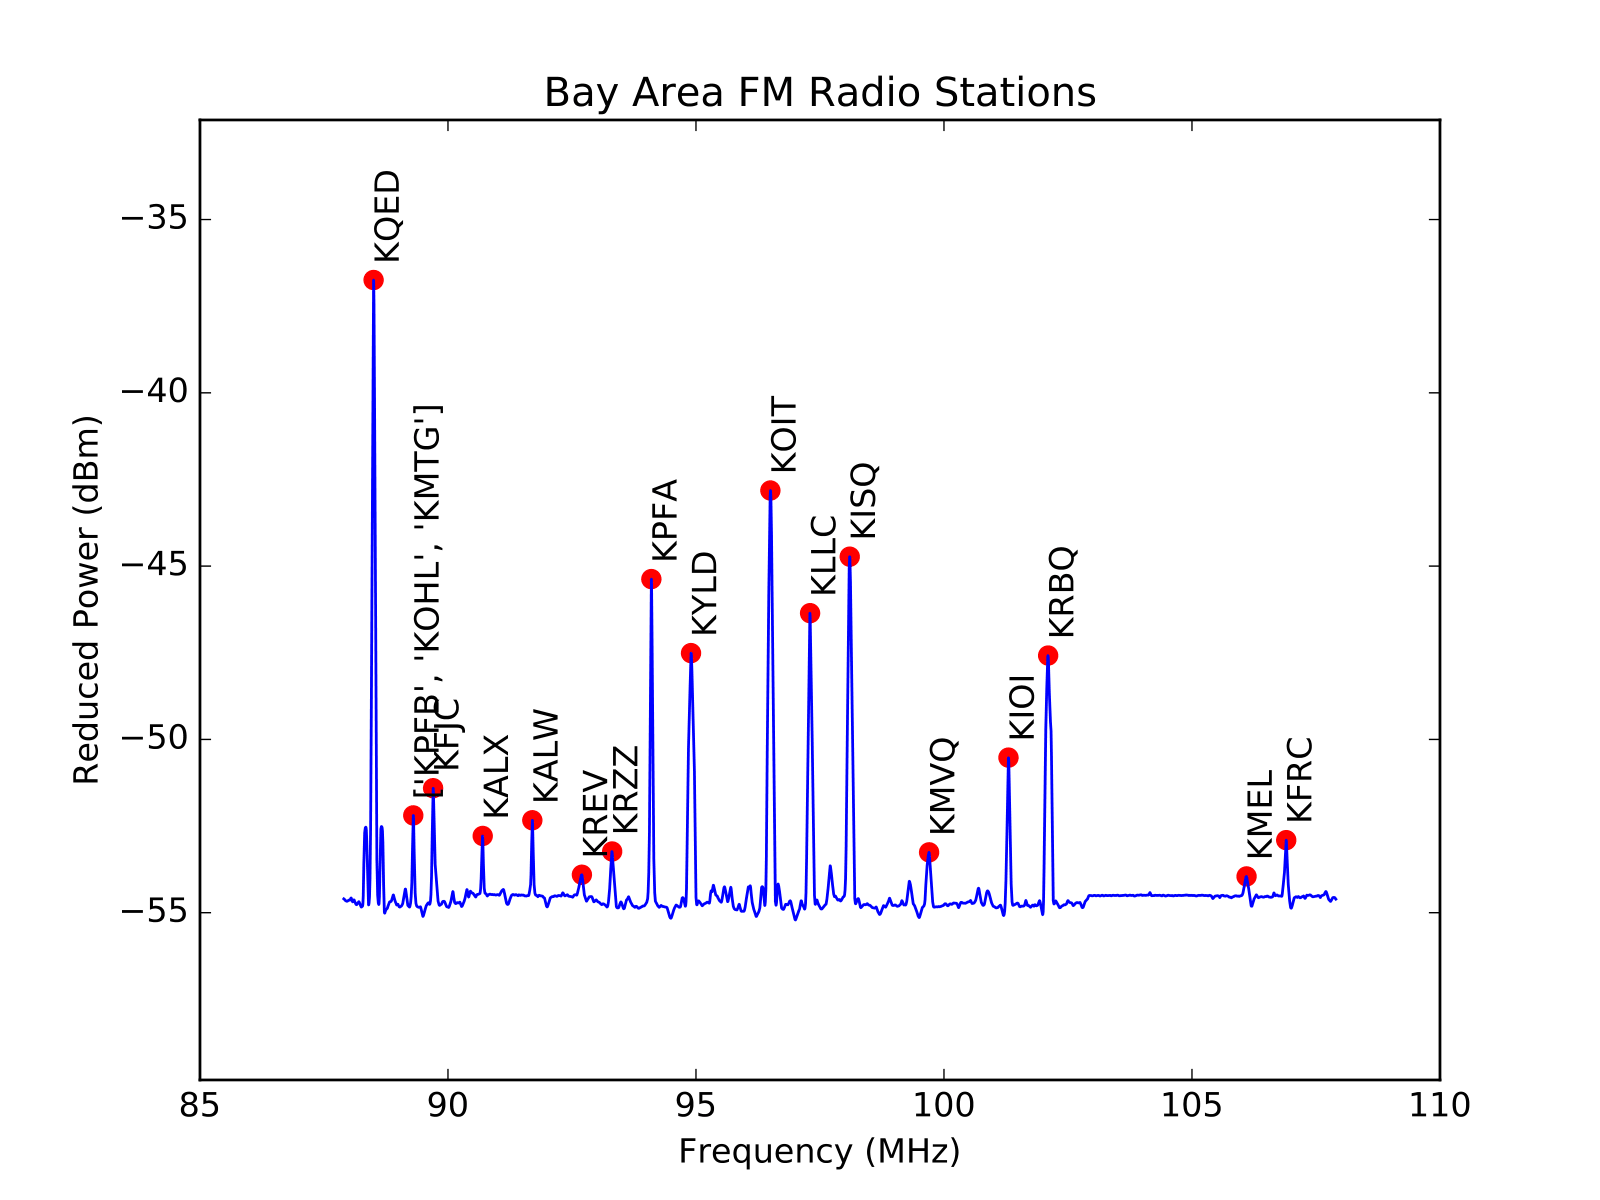 Bay Area FM Radio Stations
Reduced Power (dBm)
−35
−40
−45
−50
−55
KQED
['KPFB', 'KOHL', 'KMTG']
KFJC
KALX
KALW
KREV
KRZZ
KPFA
KYLD
KOIT
KLLC
KISQ
KMVQ
KIOI
KRBQ
KMEL
KFRC
85 90 95 100 105 110
Frequency (MHz)